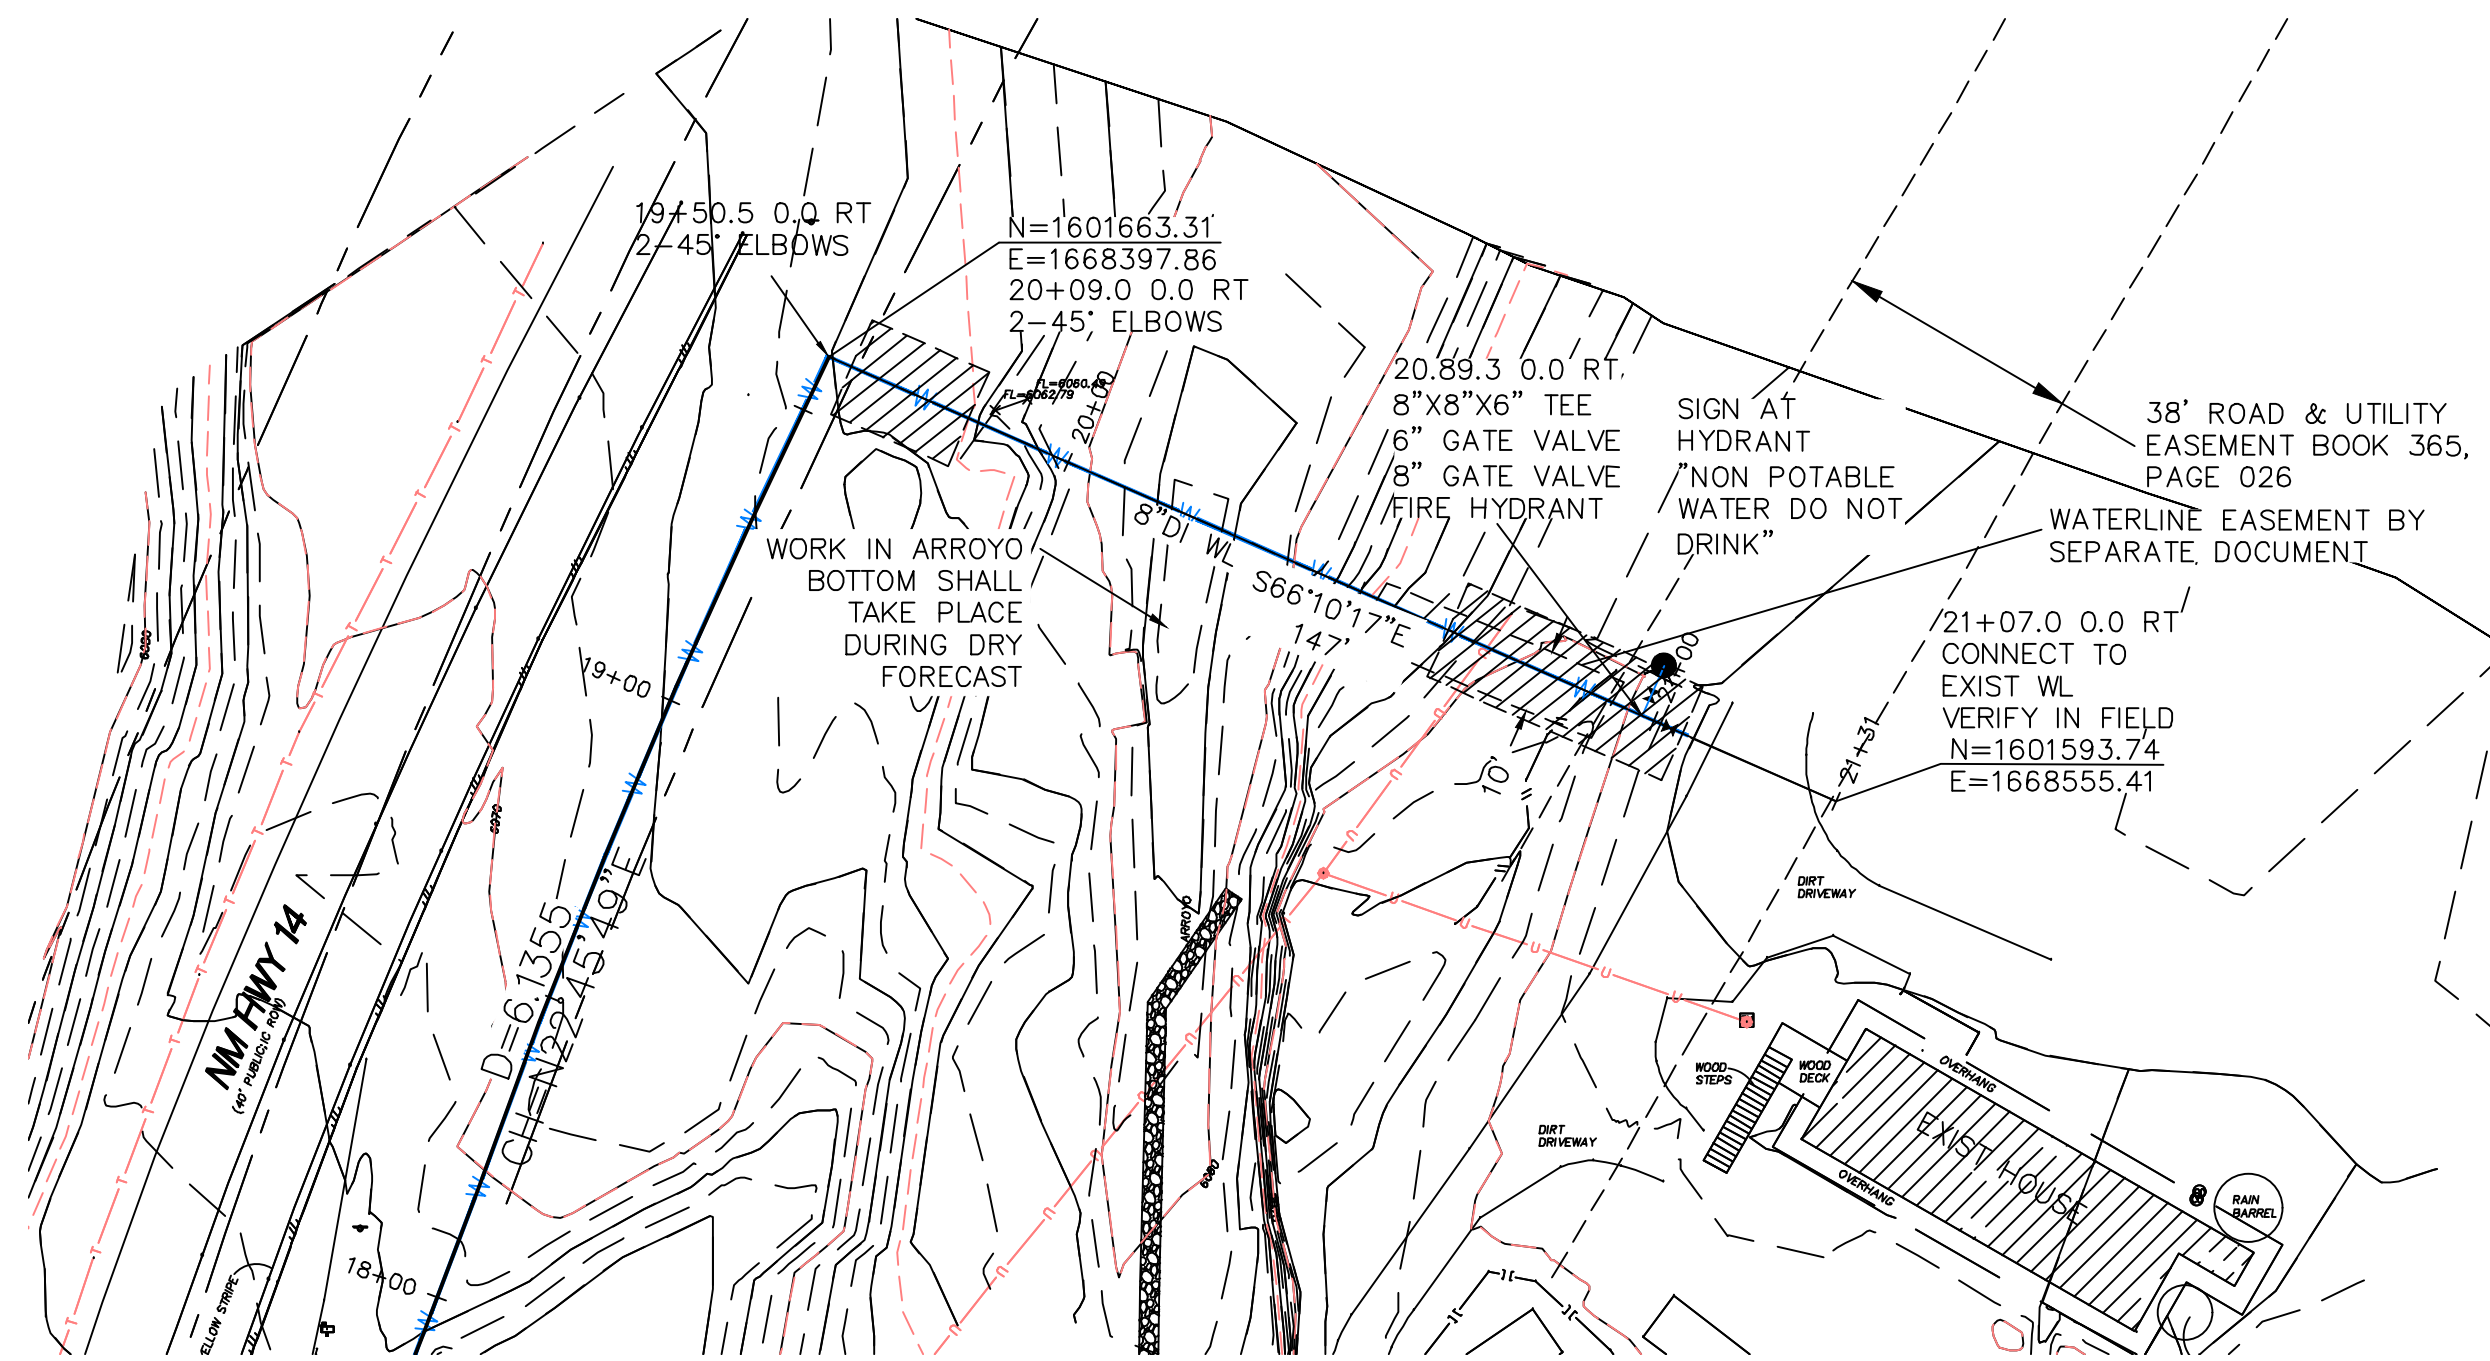 19+50.5 0.0 RT
2-45° ELBOWS
N=1601663.31'
E=1668397.86
20+09.0 0.0 RT
2-45° ELBOWS
FL=6060.49
FL=6062.79
20+00
20.89.3 0.0 RT
8"X8"X6" TEE
6" GATE VALVE
8" GATE VALVE
FIRE HYDRANT
SIGN AT
HYDRANT
"NON POTABLE
WATER DO NOT
DRINK"
38' ROAD & UTILITY
EASEMENT BOOK 365,
PAGE 026
WATERLINE EASEMENT BY
SEPARATE DOCUMENT
WORK IN ARROYO
BOTTOM SHALL
TAKE PLACE
DURING DRY
FORECAST
8"DI WL
S66°10'17"E
147'
21+00
21+07.0 0.0 RT
CONNECT TO
EXIST WL
VERIFY IN FIELD
N=1601593.74
E=1668555.41
21+31
10'
19+00
6080
6070
D=6.1355
CH=N22°45'49"E
NM HWY 14
(40' PUBLIC;IC ROW)
ARROYO
DIRT
DRIVEWAY
WOOD
STEPS
WOOD
DECK
OVERHANG
EXIST HOUSE
OVERHANG
DIRT
DRIVEWAY
RAIN
BARREL
6080
18+00
YELLOW STRIPE